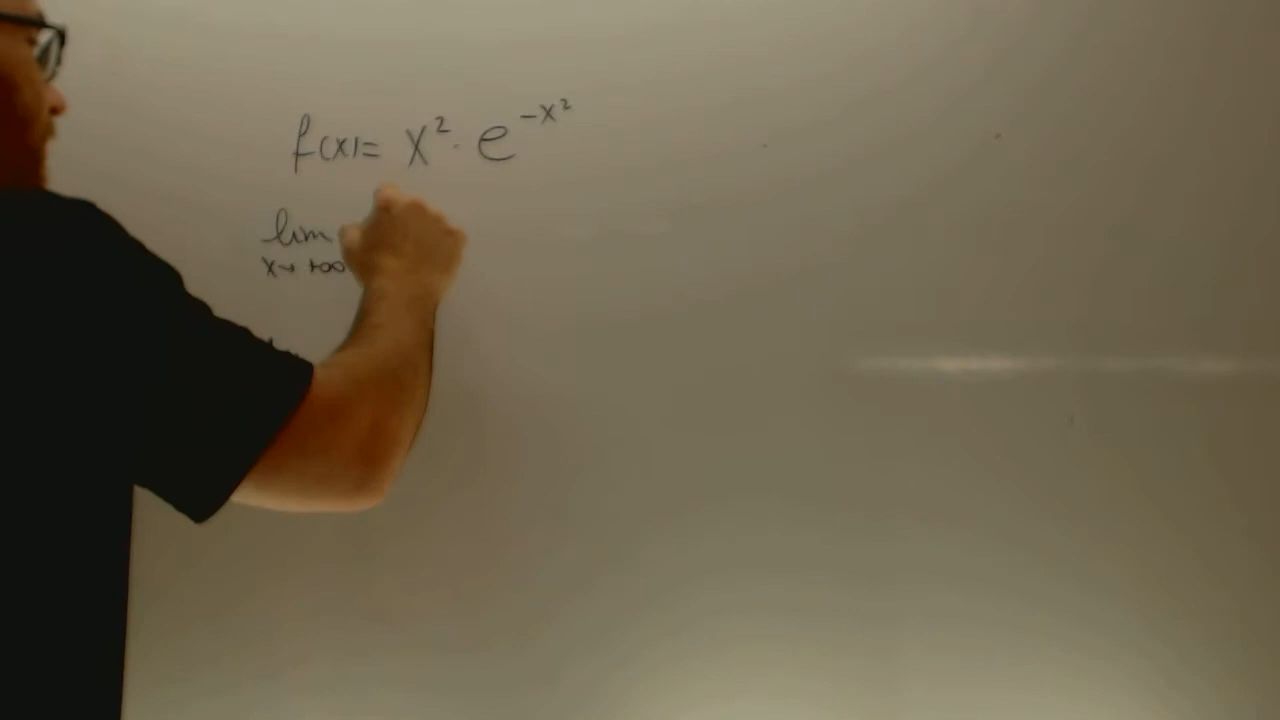 f(x)= x²· e^{-x²}
lim
x→ +∞